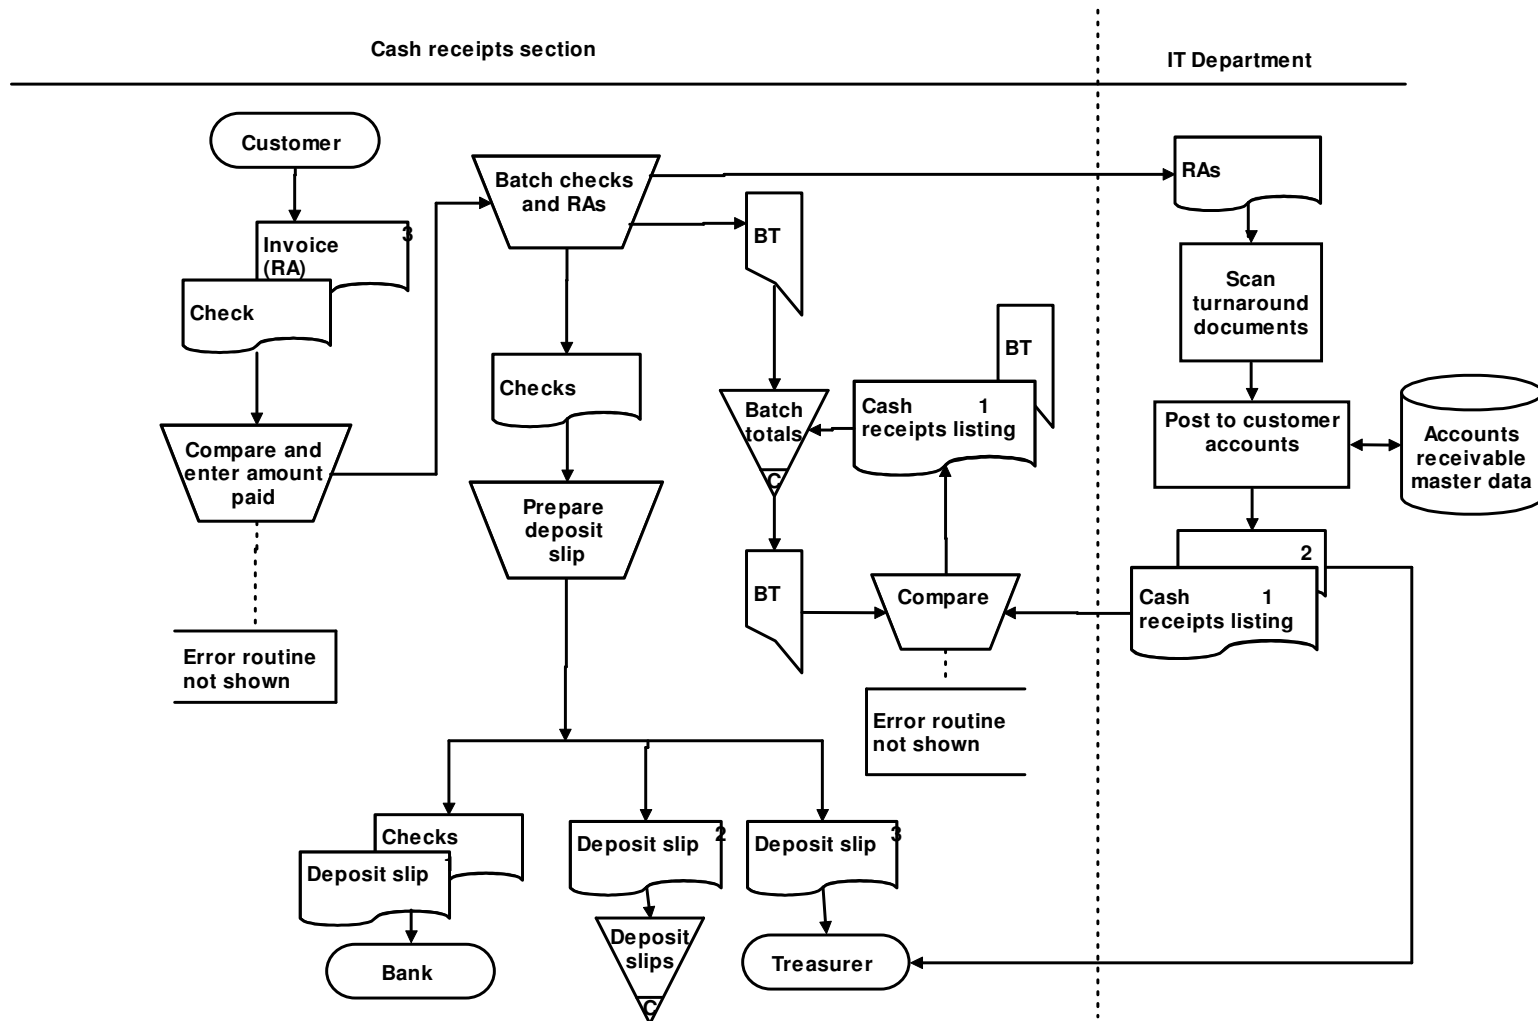 Cash receipts section
IT Department
Customer
Invoice 3
(RA)
Check
Compare and
enter amount
paid
Error routine
not shown
Batch checks
and RAs
BT
Checks
Prepare
deposit
slip
Batch
totals
C
BT
BT
Cash 1
receipts listing
Compare
Error routine
not shown
Checks
Deposit slip
Bank
Deposit slip 2
Deposit
slips
C
Deposit slip 3
Treasurer
RAs
Scan
turnaround
documents
Post to customer
accounts
Accounts
receivable
master data
2
Cash 1
receipts listing